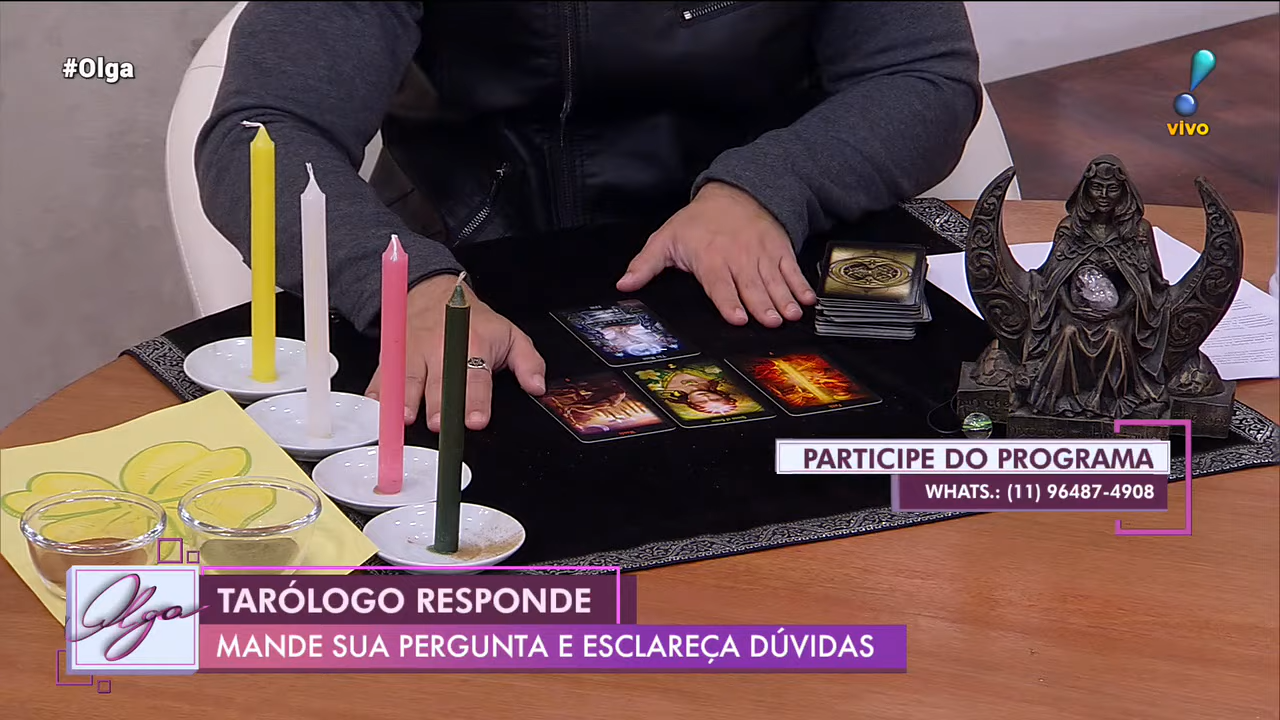 #Olga
vivo
PARTICIPE DO PROGRAMA
WHATS.: (11) 96487-4908
Olga
TARÓLOGO RESPONDE
MANDE SUA PERGUNTA E ESCLAREÇA DÚVIDAS